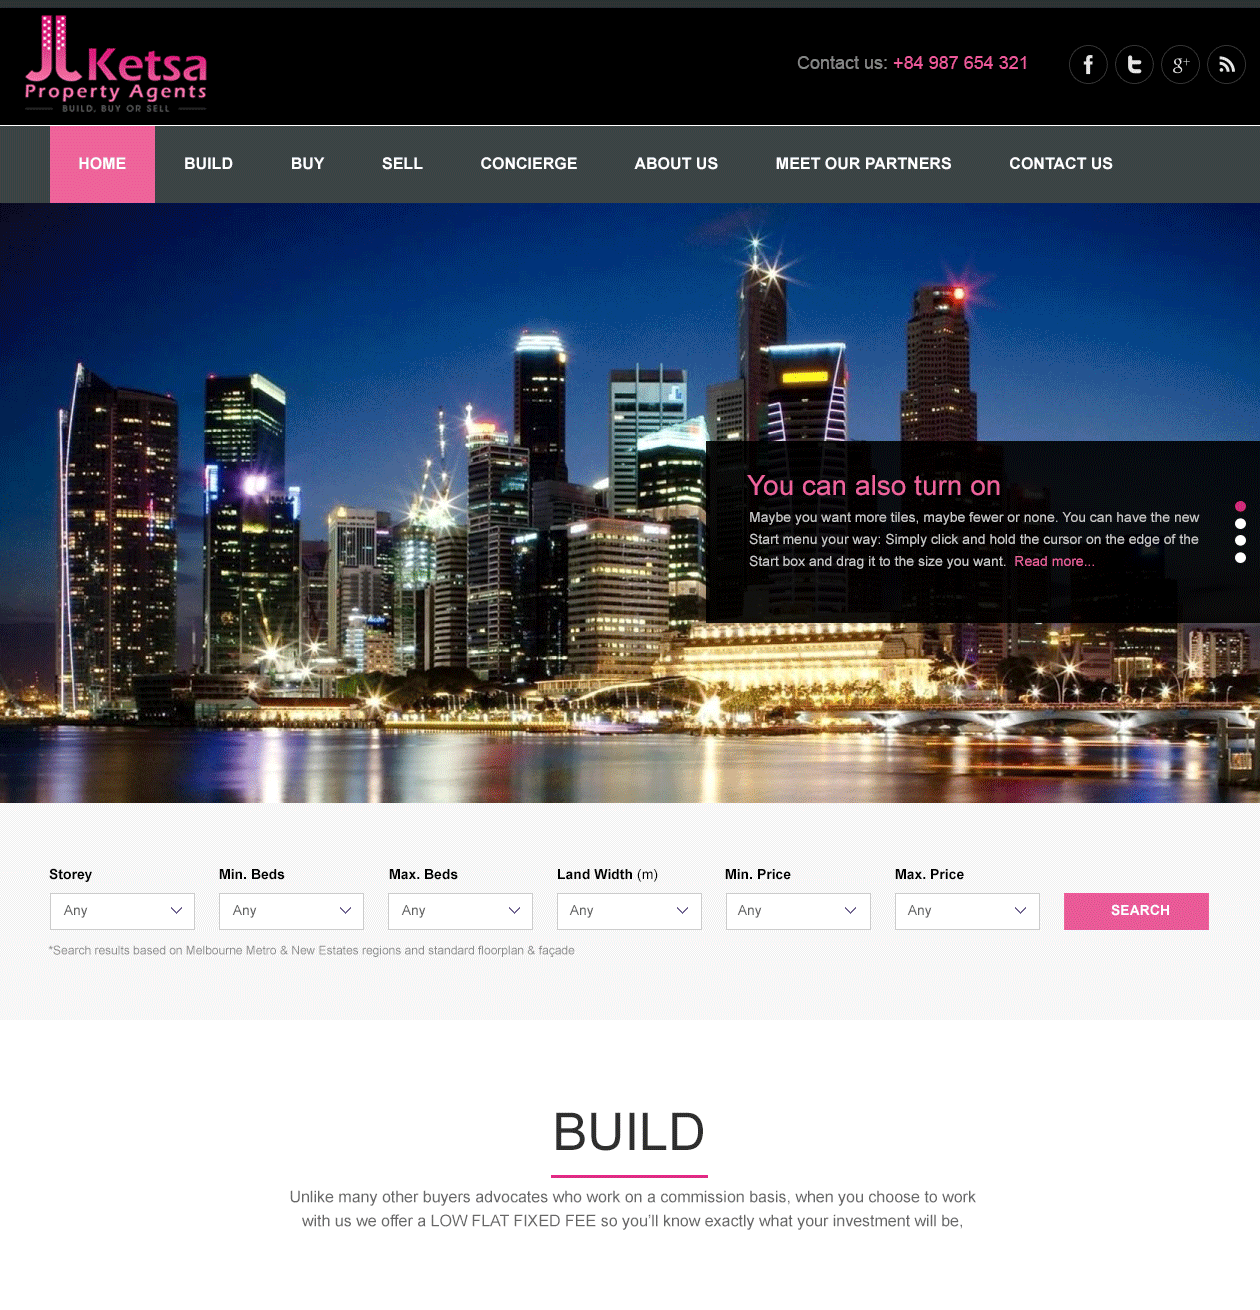 Ketsa
Property Agents
BUILD, BUY OR SELL
Contact us: +84 987 654 321
HOME
BUILD
BUY
SELL
CONCIERGE
ABOUT US
MEET OUR PARTNERS
CONTACT US
You can also turn on
Maybe you want more tiles, maybe fewer or none. You can have the new
Start menu your way: Simply click and hold the cursor on the edge of the
Start box and drag it to the size you want. Read more...
Storey
Min. Beds
Max. Beds
Land Width (m)
Min. Price
Max. Price
Any
Any
Any
Any
Any
Any
SEARCH
*Search results based on Melbourne Metro & New Estates regions and standard floorplan & façade
BUILD
Unlike many other buyers advocates who work on a commission basis, when you choose to work
with us we offer a LOW FLAT FIXED FEE so you’ll know exactly what your investment will be,